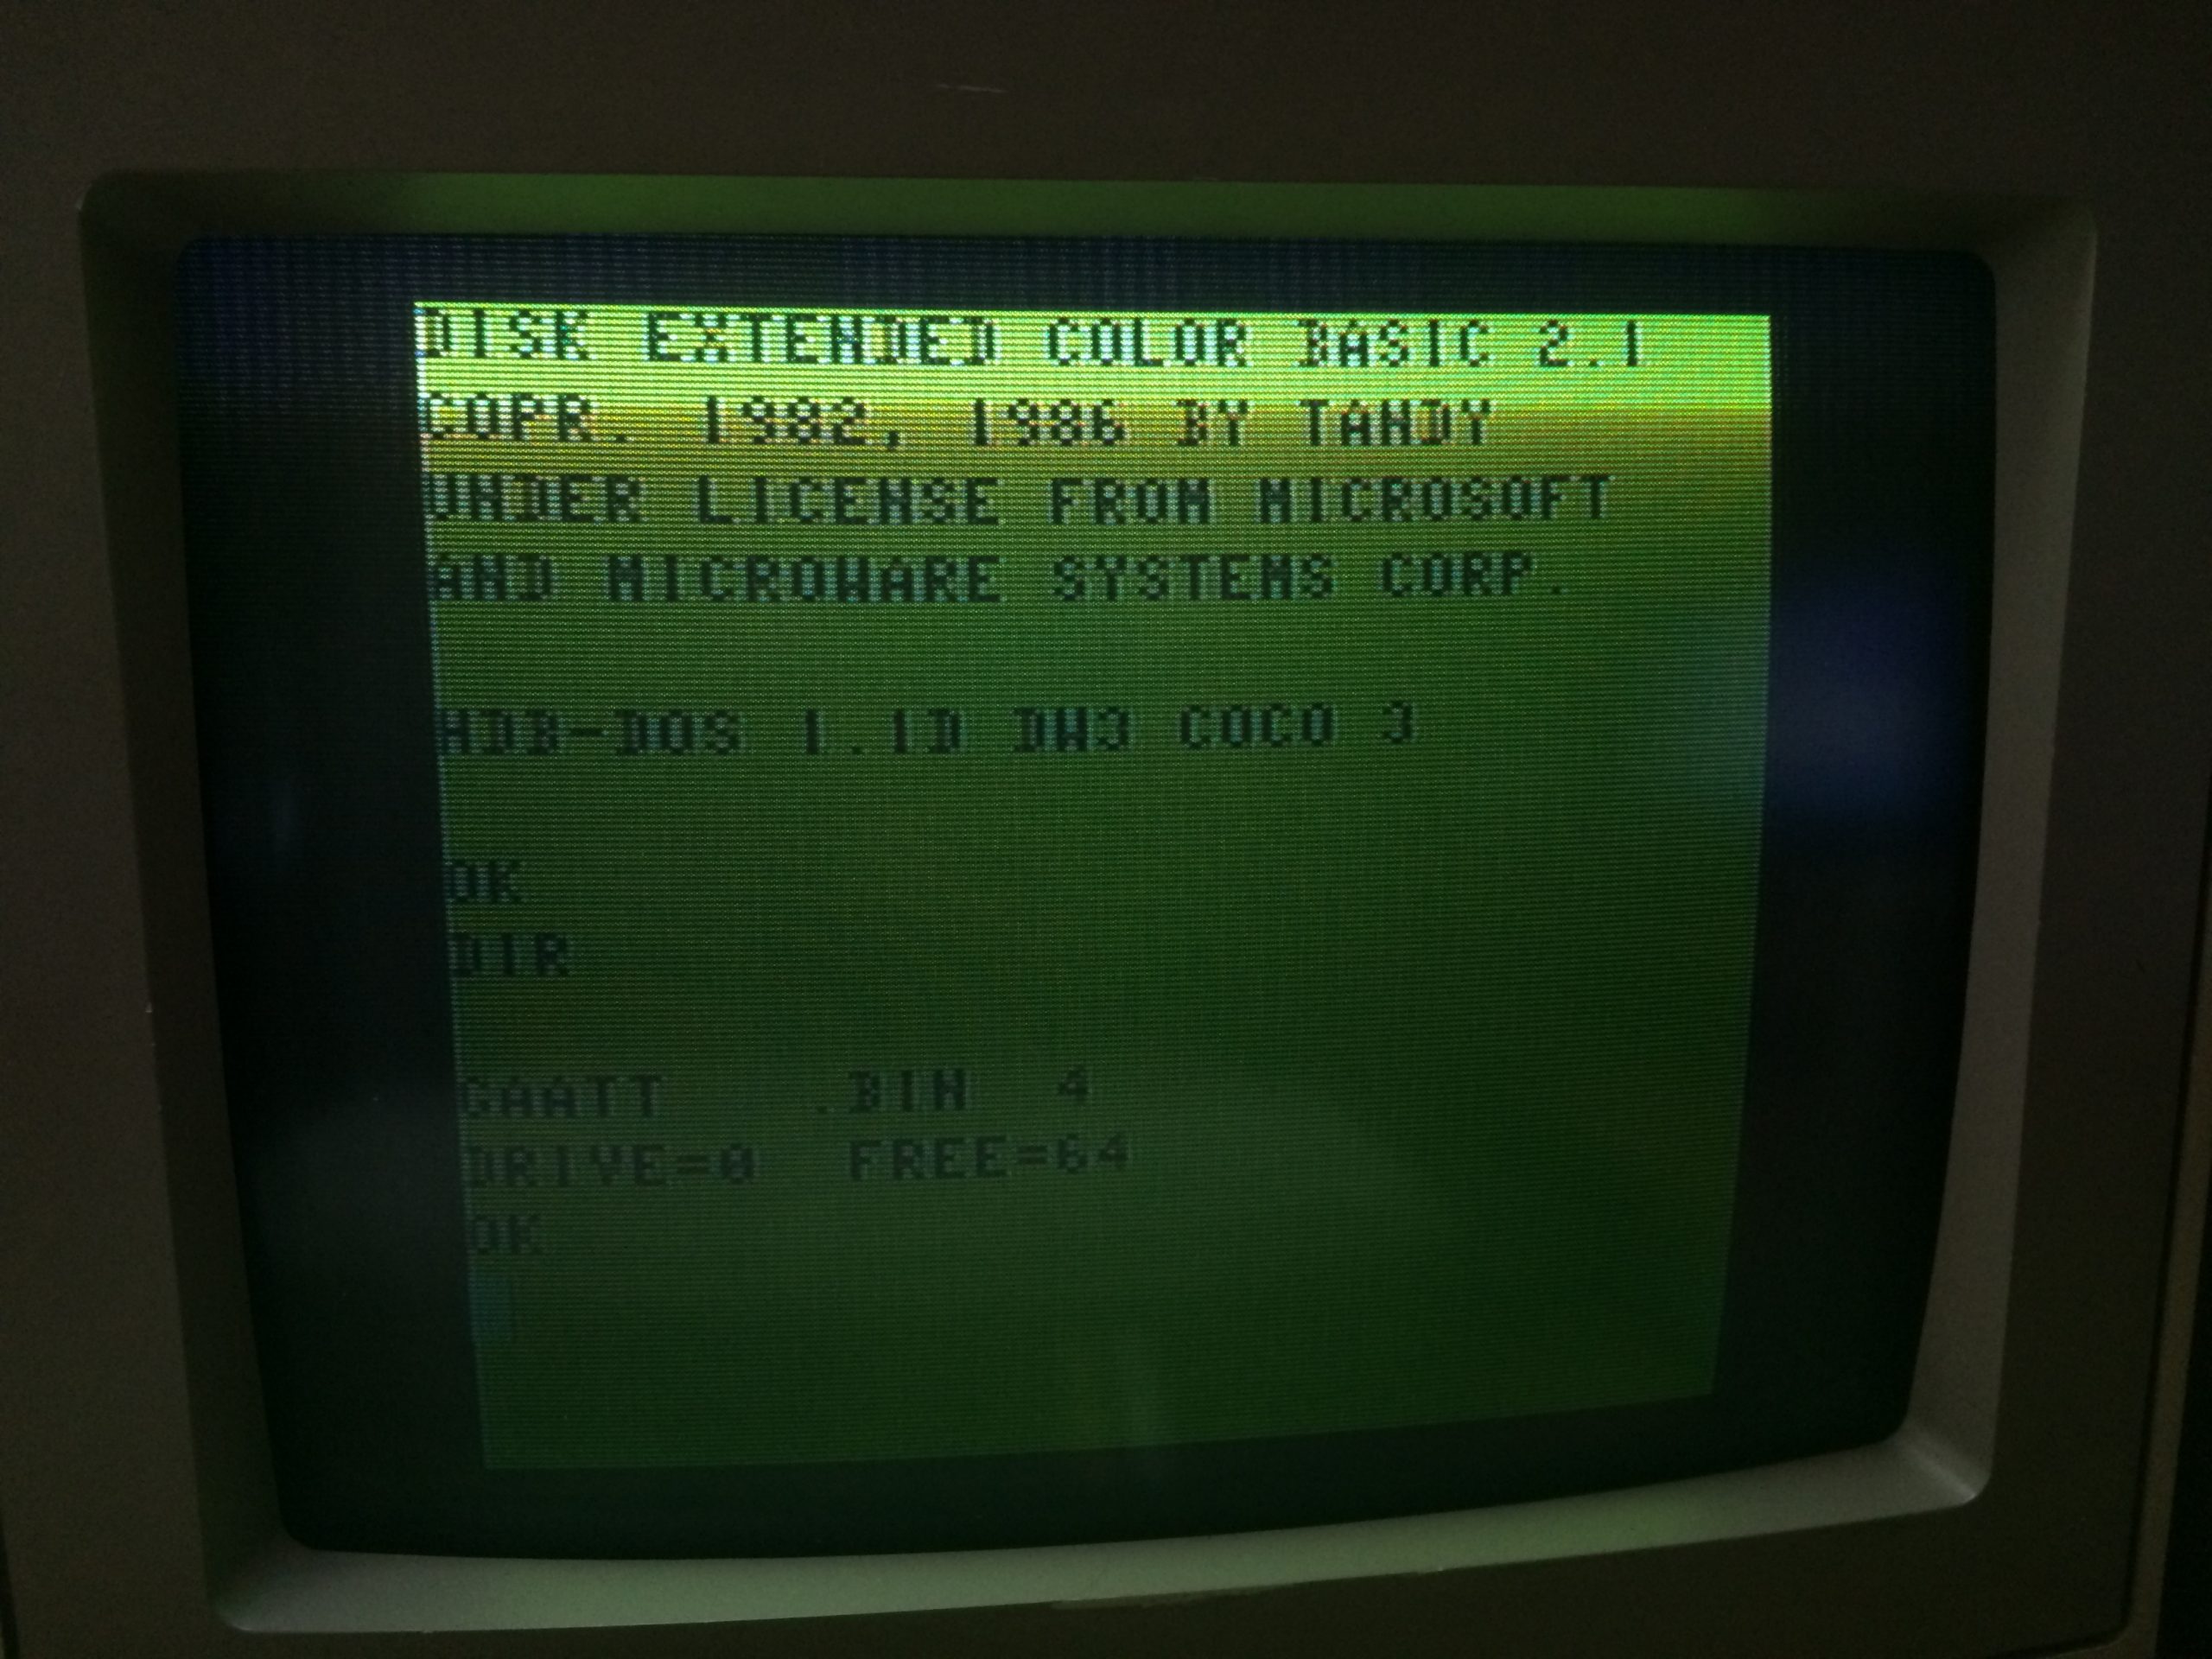 DISK EXTENDED COLOR BASIC 2.1
COPR. 1982, 1986 BY TANDY
UNDER LICENSE FROM MICROSOFT
AND MICROWARE SYSTEMS CORP.
HDB-DOS 1.1D DW3 COCO 3
OK
DIR
GAATT .BIN 4
DRIVE=0 FREE=64
OK